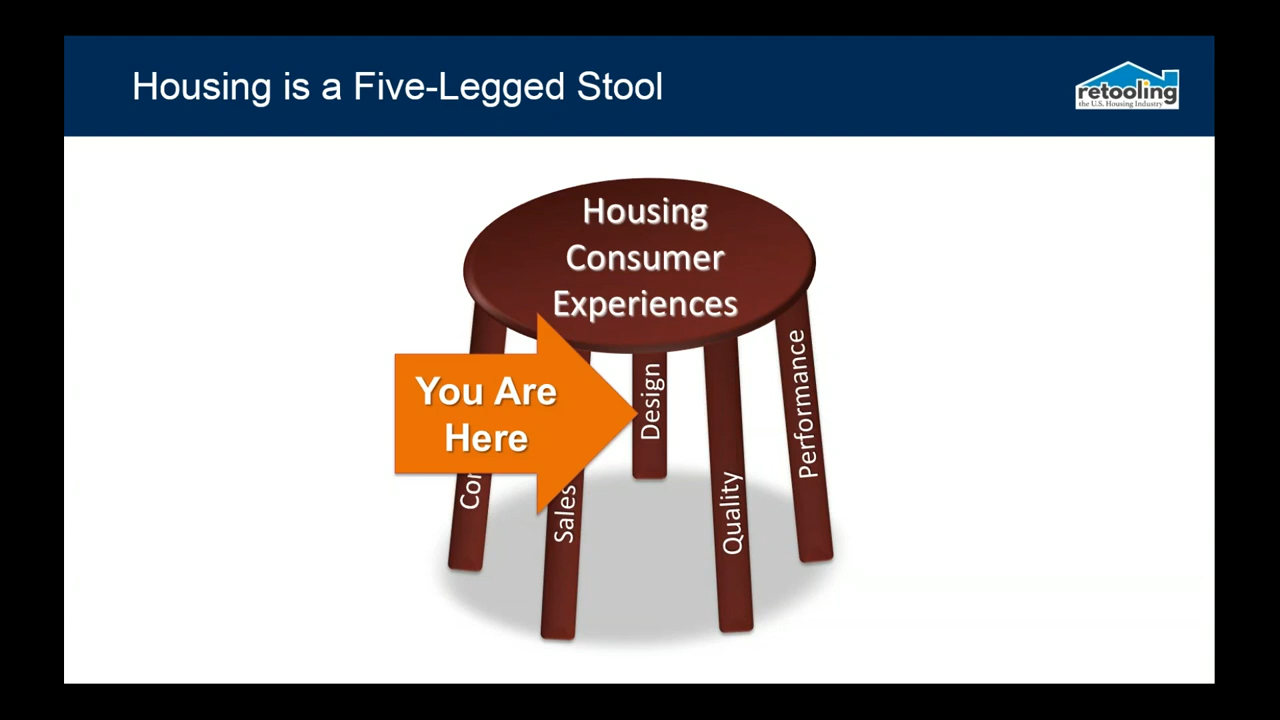 Housing is a Five-Legged Stool
retooling
the U.S. Housing Industry
Housing
Consumer
Experiences
You Are
Here
Sales
Design
Quality
Performance